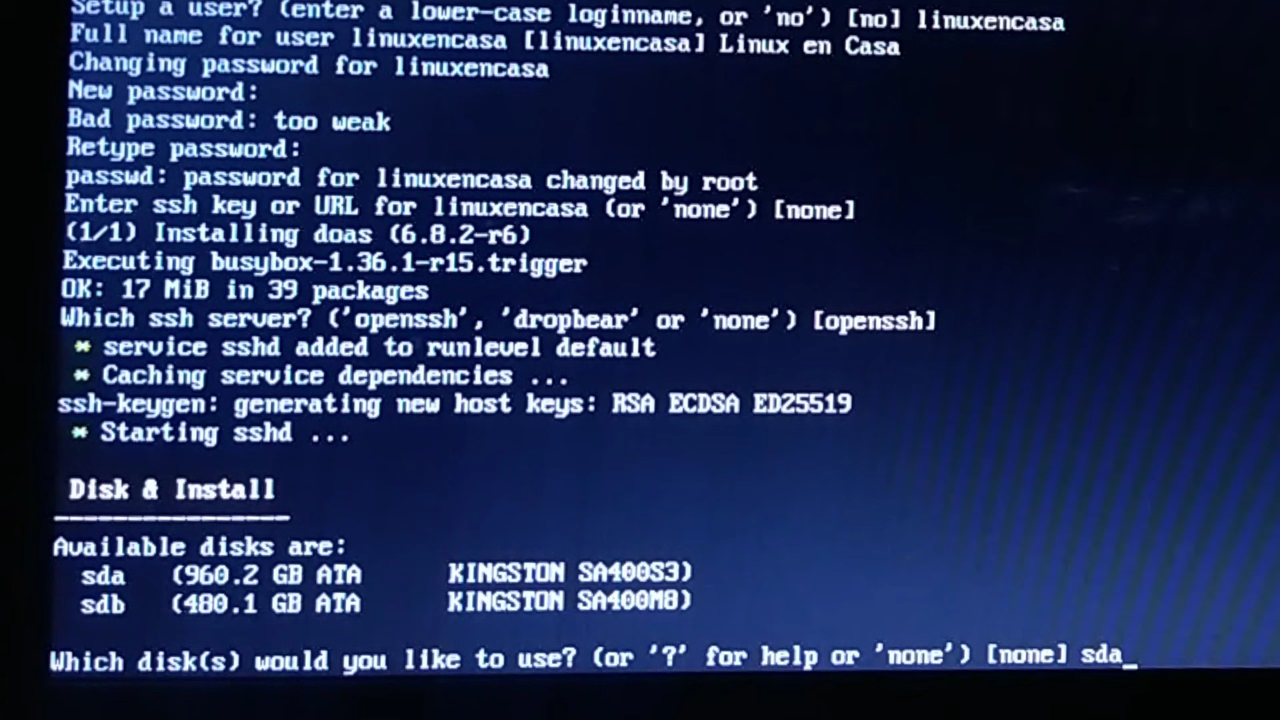 Setup a user? (enter a lower-case loginname, or 'no') [no] linuxencasa
Full name for user linuxencasa [linuxencasa] Linux en Casa
Changing password for linuxencasa
New password:
Bad password: too weak
Retype password:
passwd: password for linuxencasa changed by root
Enter ssh key or URL for linuxencasa (or 'none') [none]
(1/1) Installing doas (6.8.2-r6)
Executing busybox-1.36.1-r15.trigger
OK: 17 MiB in 39 packages
Which ssh server? ('openssh', 'dropbear' or 'none') [openssh]
* service sshd added to runlevel default
* Caching service dependencies ...
ssh-keygen: generating new host keys: RSA ECDSA ED25519
* Starting sshd ...
Disk & Install
----------------
Available disks are:
sda (960.2 GB ATA KINGSTON SA400S3)
sdb (480.1 GB ATA KINGSTON SA400M8)
Which disk(s) would you like to use? (or '?' for help or 'none') [none] sda_